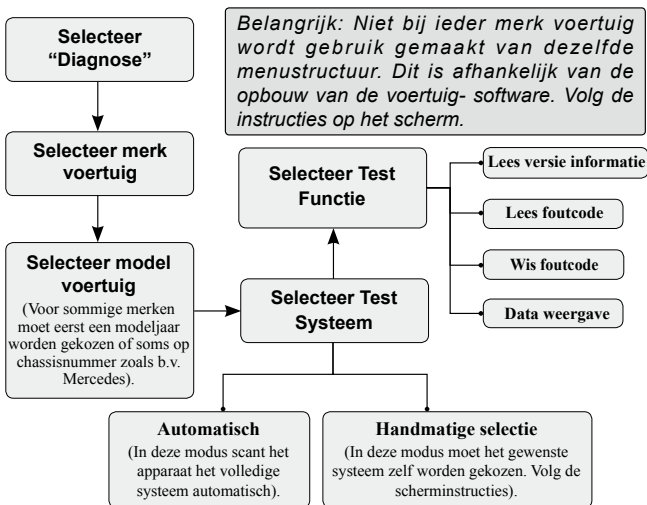 Selecteer
“Diagnose”
Belangrijk: Niet bij ieder merk voertuig
wordt gebruik gemaakt van dezelfde
menustructuur. Dit is afhankelijk van de
opbouw van de voertuig- software. Volg de
instructies op het scherm.
Selecteer merk
voertuig
Selecteer model
voertuig
(Voor sommige merken
moet eerst een modeljaar
worden gekozen of soms op
chassisnummer zoals b.v.
Mercedes).
Selecteer Test
Systeem
Selecteer Test
Functie
Lees versie informatie
Lees foutcode
Wis foutcode
Data weergave
Automatisch
(In deze modus scant het
apparaat het volledige
systeem automatisch).
Handmatige selectie
(In deze modus moet het gewenste
systeem zelf worden gekozen. Volg de
scherminstructies).